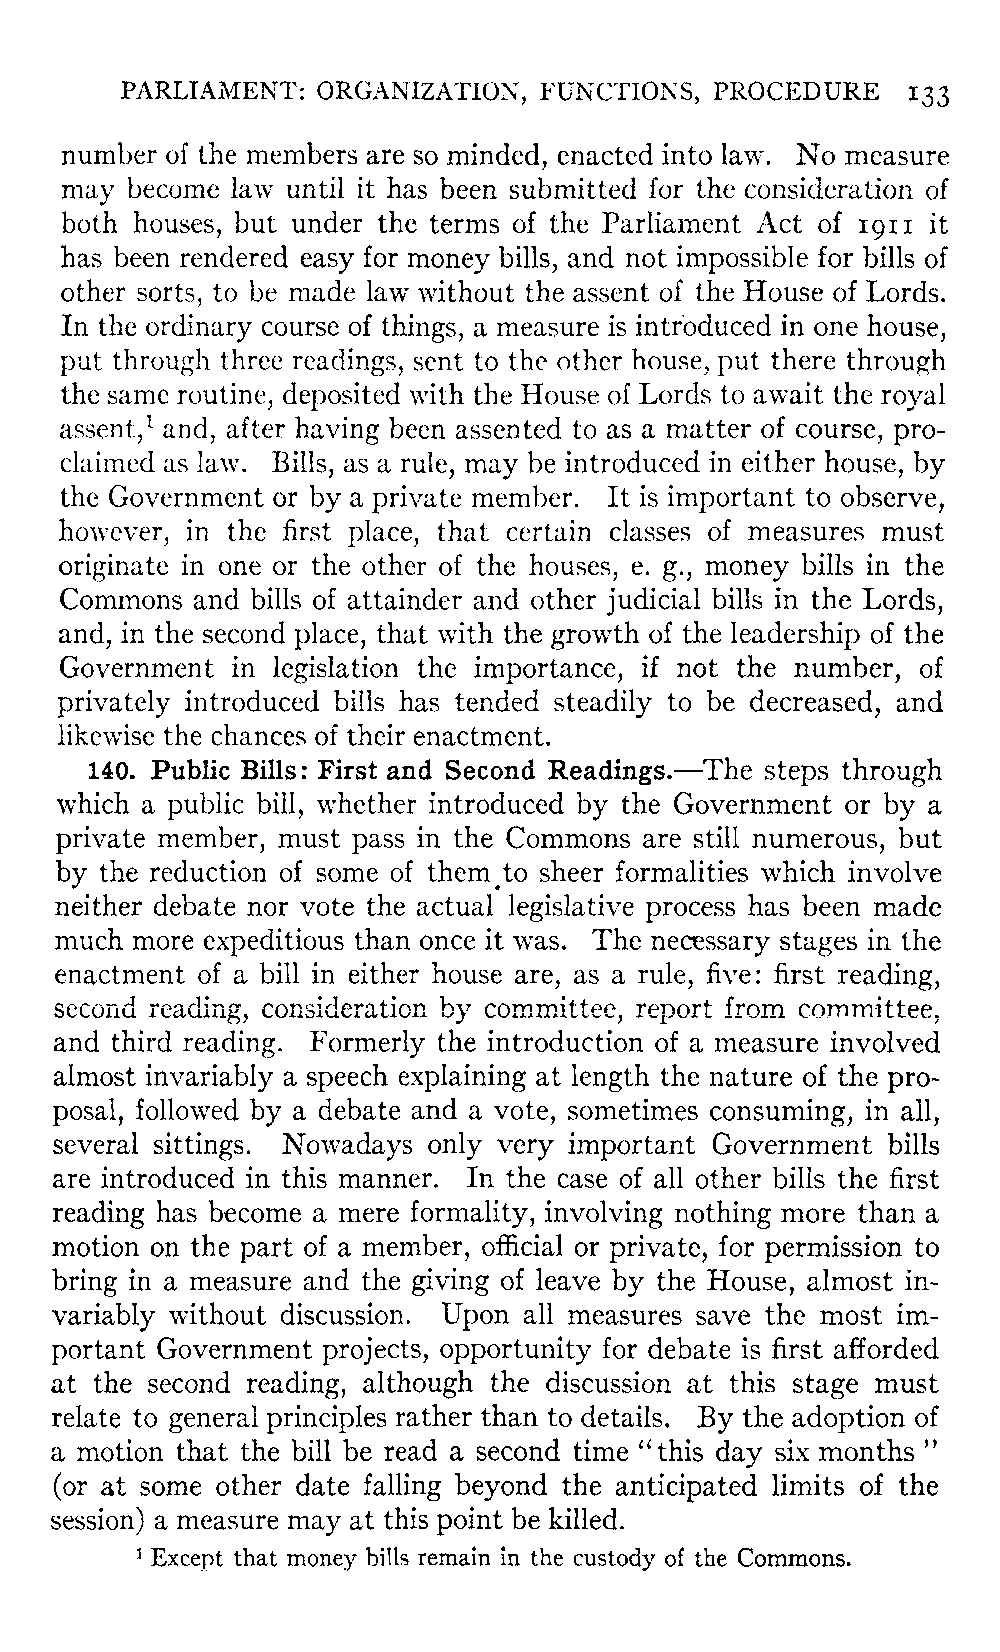 PARLIAMENT: ORGANIZATION, FUNCTIONS, PROCEDURE 133
number of the members are so minded, enacted into law. No measure
may become law until it has been submitted for the consideration of
both houses, but under the terms of the Parliament Act of 1911 it
has been rendered easy for money bills, and not impossible for bills of
other sorts, to be made law without the assent of the House of Lords.
In the ordinary course of things, a measure is introduced in one house,
put through three readings, sent to the other house, put there through
the same routine, deposited with the House of Lords to await the royal
assent,¹ and, after having been assented to as a matter of course, pro-
claimed as law. Bills, as a rule, may be introduced in either house, by
the Government or by a private member. It is important to observe,
however, in the first place, that certain classes of measures must
originate in one or the other of the houses, e. g., money bills in the
Commons and bills of attainder and other judicial bills in the Lords,
and, in the second place, that with the growth of the leadership of the
Government in legislation the importance, if not the number, of
privately introduced bills has tended steadily to be decreased, and
likewise the chances of their enactment.
140. Public Bills: First and Second Readings.—The steps through
which a public bill, whether introduced by the Government or by a
private member, must pass in the Commons are still numerous, but
by the reduction of some of them to sheer formalities which involve
neither debate nor vote the actual legislative process has been made
much more expeditious than once it was. The necessary stages in the
enactment of a bill in either house are, as a rule, five: first reading,
second reading, consideration by committee, report from committee,
and third reading. Formerly the introduction of a measure involved
almost invariably a speech explaining at length the nature of the pro-
posal, followed by a debate and a vote, sometimes consuming, in all,
several sittings. Nowadays only very important Government bills
are introduced in this manner. In the case of all other bills the first
reading has become a mere formality, involving nothing more than a
motion on the part of a member, official or private, for permission to
bring in a measure and the giving of leave by the House, almost in-
variably without discussion. Upon all measures save the most im-
portant Government projects, opportunity for debate is first afforded
at the second reading, although the discussion at this stage must
relate to general principles rather than to details. By the adoption of
a motion that the bill be read a second time "this day six months"
(or at some other date falling beyond the anticipated limits of the
session) a measure may at this point be killed.
¹ Except that money bills remain in the custody of the Commons.